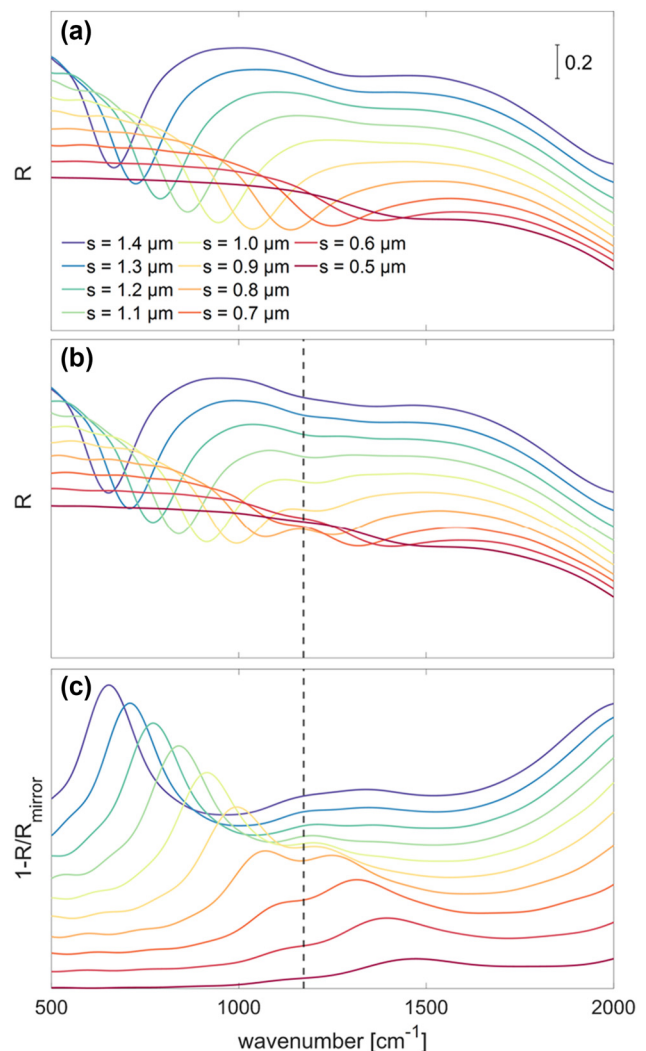 (a)
0.2
R
s = 1.4 μm s = 1.0 μm s = 0.6 μm
s = 1.3 μm s = 0.9 μm s = 0.5 μm
s = 1.2 μm s = 0.8 μm
s = 1.1 μm s = 0.7 μm
(b)
R
(c)
1-R/R_mirror
500 1000 1500 2000
wavenumber [cm⁻¹]